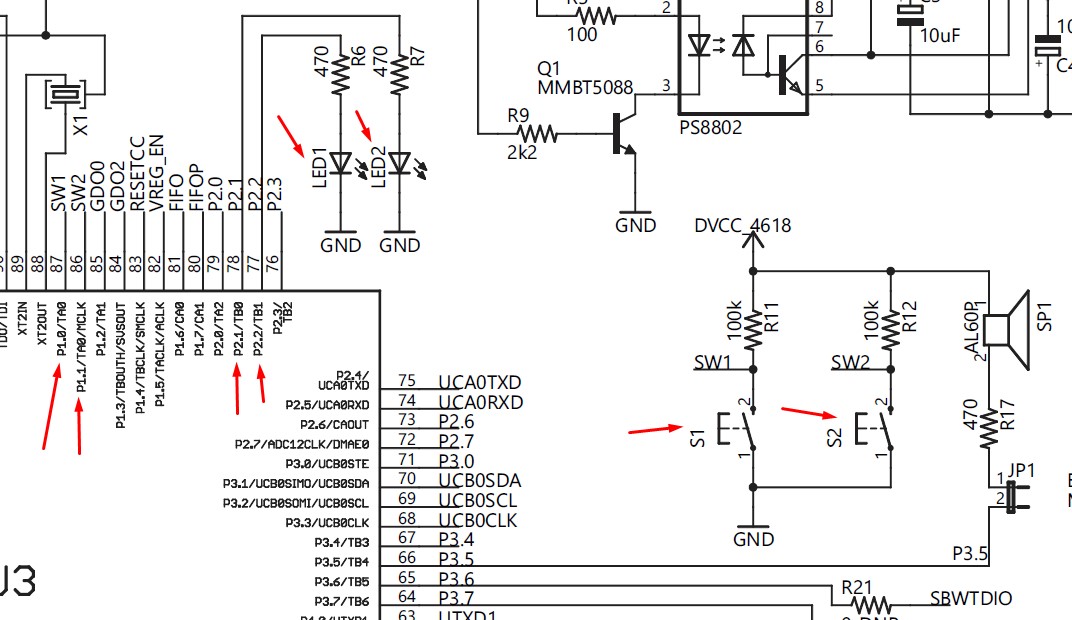 2
8
100
7
6
10uF
470
R6
470
R7
Q1
MMBT5088
3
5
PS8802
X1
R9
2k2
LED1
LED2
GND
GND
GND
SW1
SW2
GDO0
GDO2
RESETCC
VREG_EN
FIFO
FIFOP
P2.0
P2.1
P2.2
P2.3
89
88
87
86
85
84
83
82
81
80
79
78
77
76
TDO/TDI
XT2IN
XT2OUT
P1.0/TA0
P1.1/TA0/MCLK
P1.2/TA1
P1.3/TBOUTH/SVSOUT
P1.4/TBCLK/SMCLK
P1.5/TACLK/ACLK
P1.6/CA0
P1.7/CA1
P2.0/TA2
P2.1/TB0
P2.2/TB1
P2.3/
TB2
DVCC_4618
100k
R11
100k
R12
AL60P
1
2
SP1
SW1
SW2
S1
2
1
S2
2
1
470
R17
JP1
1
2
GND
P3.5
P2.4/
UCA0TXD 75 UCA0TXD
P2.5/UCA0RXD 74 UCA0RXD
P2.6/CAOUT 73 P2.6
P2.7/ADC12CLK/DMAE0 72 P2.7
P3.0/UCB0STE 71 P3.0
P3.1/UCB0SIMO/UCB0SDA 70 UCB0SDA
P3.2/UCB0SOMI/UCB0SCL 69 UCB0SCL
P3.3/UCB0CLK 68 UCB0CLK
P3.4/TB3 67 P3.4
P3.5/TB4 66 P3.5
P3.6/TB5 65 P3.6
P3.7/TB6 64 P3.7
63 UTXD1
U3
R21
SBWTDIO